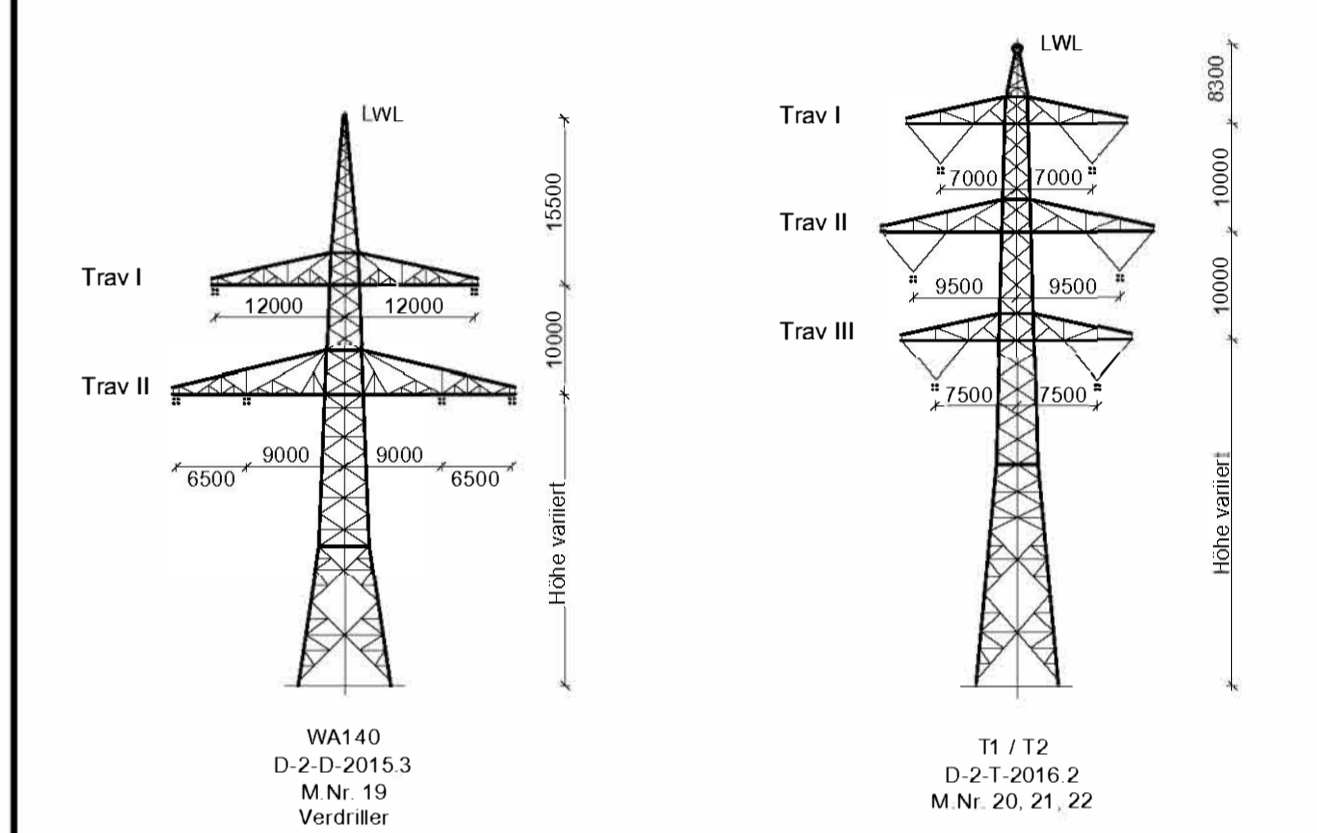 LWL
15500
Trav I
12000 12000
10000
Trav II
9000 9000
6500 6500
Höhe variiert
WA140
D-2-D-2015.3
M.Nr. 19
Verdriller
LWL
8300
Trav I
7000 7000
10000
Trav II
9500 9500
10000
Trav III
7500 7500
Höhe variiert
T1 / T2
D-2-T-2016.2
M.Nr. 20, 21, 22